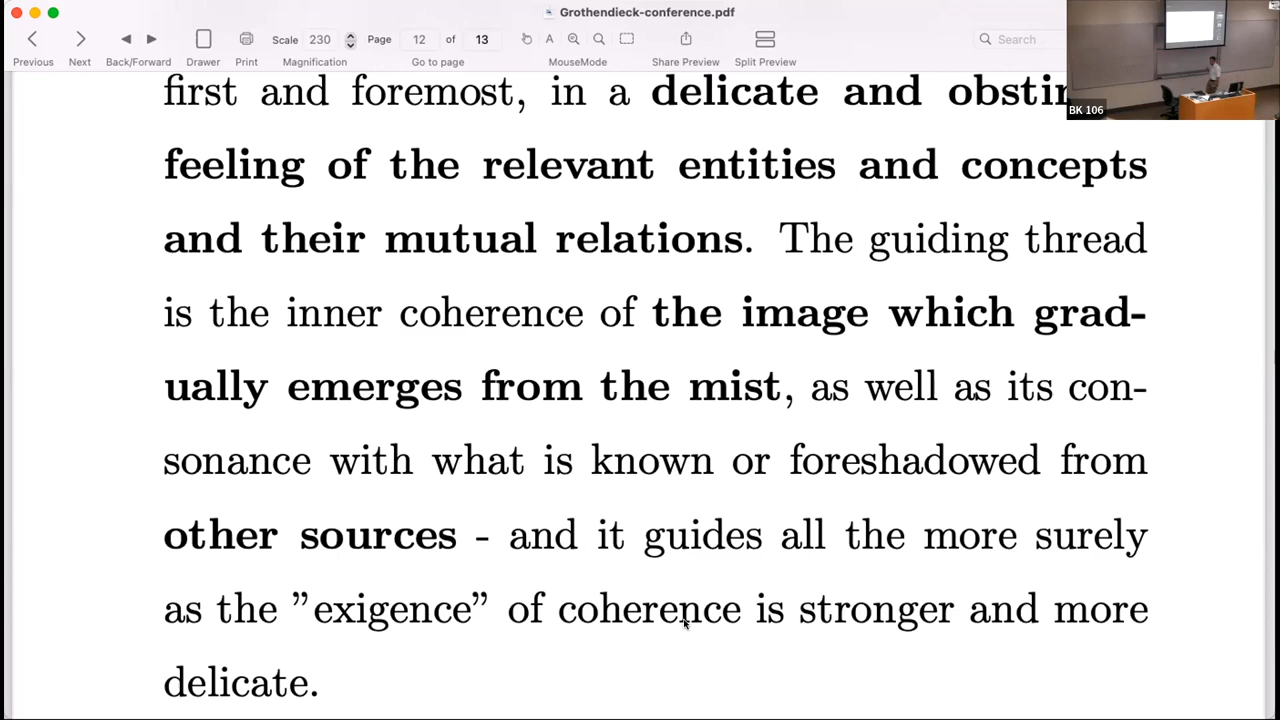 Grothendieck-conference.pdf
Previous Next Back/Forward Drawer Print Scale 230 Magnification Page 12 of 13 Go to page A MouseMode Share Preview Split Preview Search
BK 106
first and foremost, in a delicate and
feeling of the relevant entities and concepts
and their mutual relations. The guiding thread
is the inner coherence of the image which grad-
ually emerges from the mist, as well as its con-
sonance with what is known or foreshadowed from
other sources - and it guides all the more surely
as the ”exigence” of coherence is stronger and more
delicate.